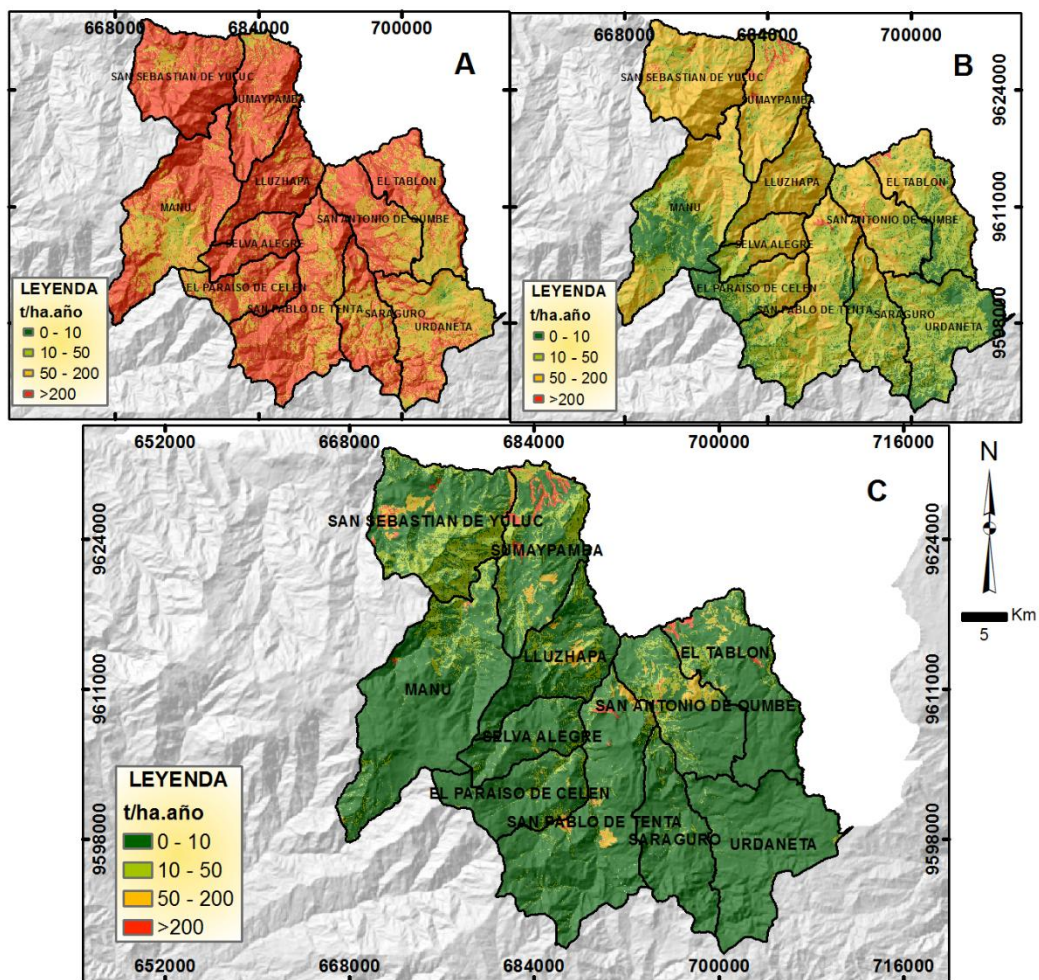 668000 684000 700000
A
SAN SEBASTIAN DE YULUC
SUMAYPAMBA
LLUZHAPA
EL TABLON
MANU
SAN ANTONIO DE QUMBE
SELVA ALEGRE
EL PARAISO DE CELEN
SAN PABLO DE TENTA
SARAGURO
URDANETA
LEYENDA
t/ha.año
0 - 10
10 - 50
50 - 200
>200
668000 684000 700000
B
9624000
SAN SEBASTIAN DE YULUC
SUMAYPAMBA
LLUZHAPA
EL TABLON
MANU
SAN ANTONIO DE QUMBE
9611000
SELVA ALEGRE
EL PARAISO DE CELEN
SAN PABLO DE TENTA
SARAGURO
URDANETA
9598000
LEYENDA
t/ha.año
0 - 10
10 - 50
50 - 200
>200
652000 668000 684000 700000 716000
C
N
9624000
9624000
SAN SEBASTIAN DE YULUC
SUMAYPAMBA
Km
5
LLUZHAPA
EL TABLON
MANU
9611000
9611000
SAN ANTONIO DE QUMBE
SELVA ALEGRE
EL PARAISO DE CELEN
SAN PABLO DE TENTA
SARAGURO
URDANETA
9598000
9598000
LEYENDA
t/ha.año
0 - 10
10 - 50
50 - 200
>200
652000 668000 684000 700000 716000